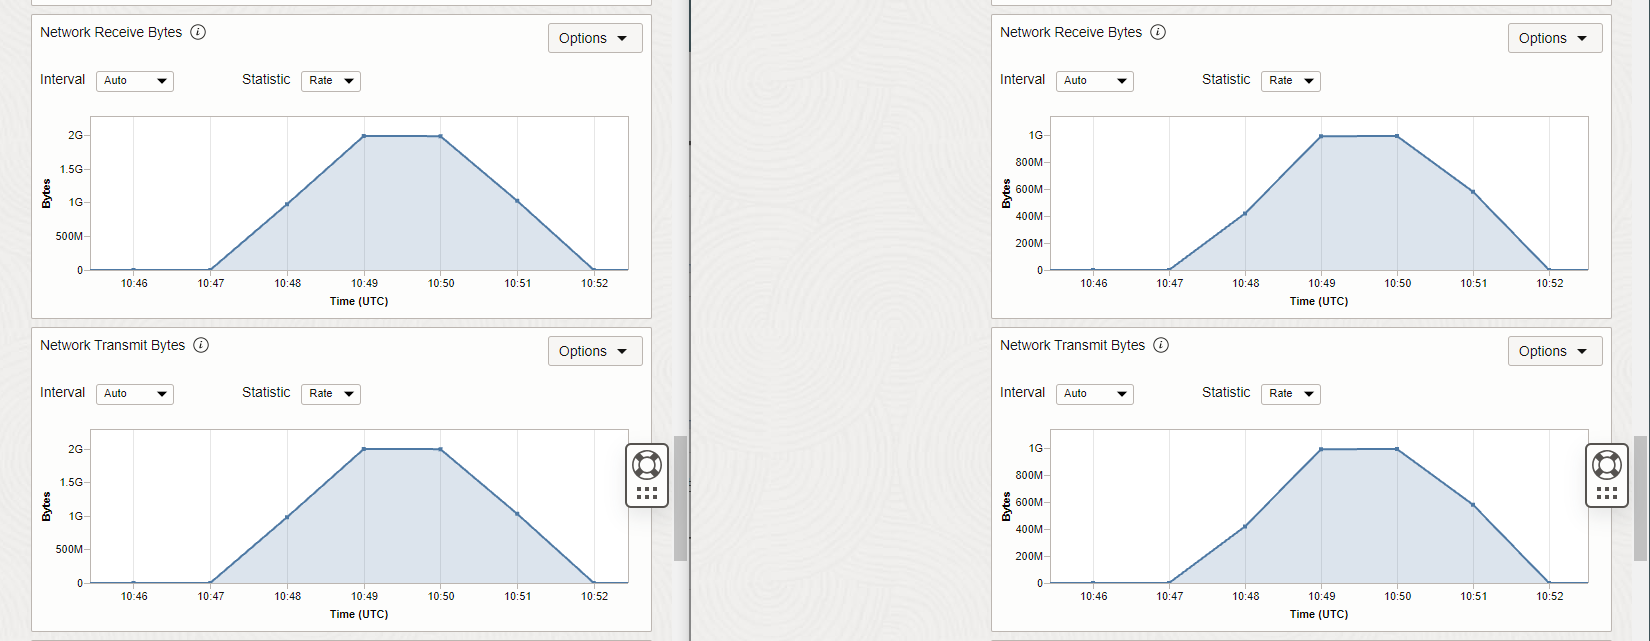 Network Receive Bytes
Options
Interval Auto Statistic Rate
2G
1.5G
1G
500M
0
Bytes
10:46 10:47 10:48 10:49 10:50 10:51 10:52
Time (UTC)
Network Transmit Bytes
Options
Interval Auto Statistic Rate
2G
1.5G
1G
500M
0
Bytes
10:46 10:47 10:48 10:49 10:50 10:51 10:52
Time (UTC)
Network Receive Bytes
Options
Interval Auto Statistic Rate
1G
800M
600M
400M
200M
0
Bytes
10:46 10:47 10:48 10:49 10:50 10:51 10:52
Time (UTC)
Network Transmit Bytes
Options
Interval Auto Statistic Rate
1G
800M
600M
400M
200M
0
Bytes
10:46 10:47 10:48 10:49 10:50 10:51 10:52
Time (UTC)